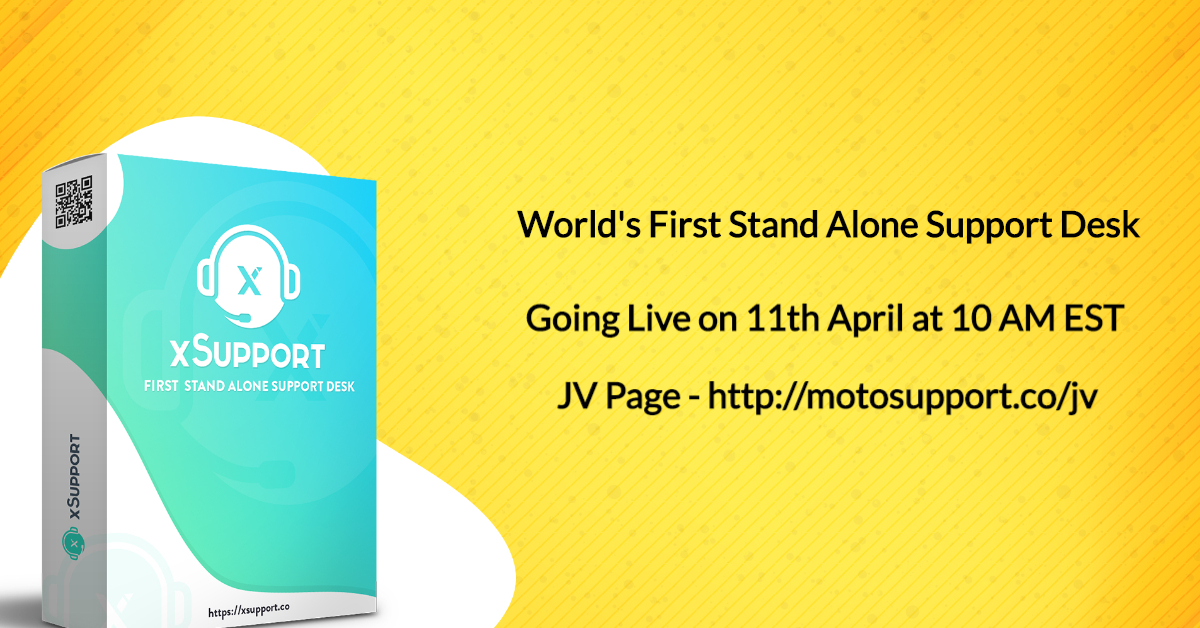 World's First Stand Alone Support Desk
Going Live on 11th April at 10 AM EST
JV Page - http://motosupport.co/jv
X
xSUPPORT
FIRST STAND ALONE SUPPORT DESK
xSUPPORT
X
https://xsupport.co